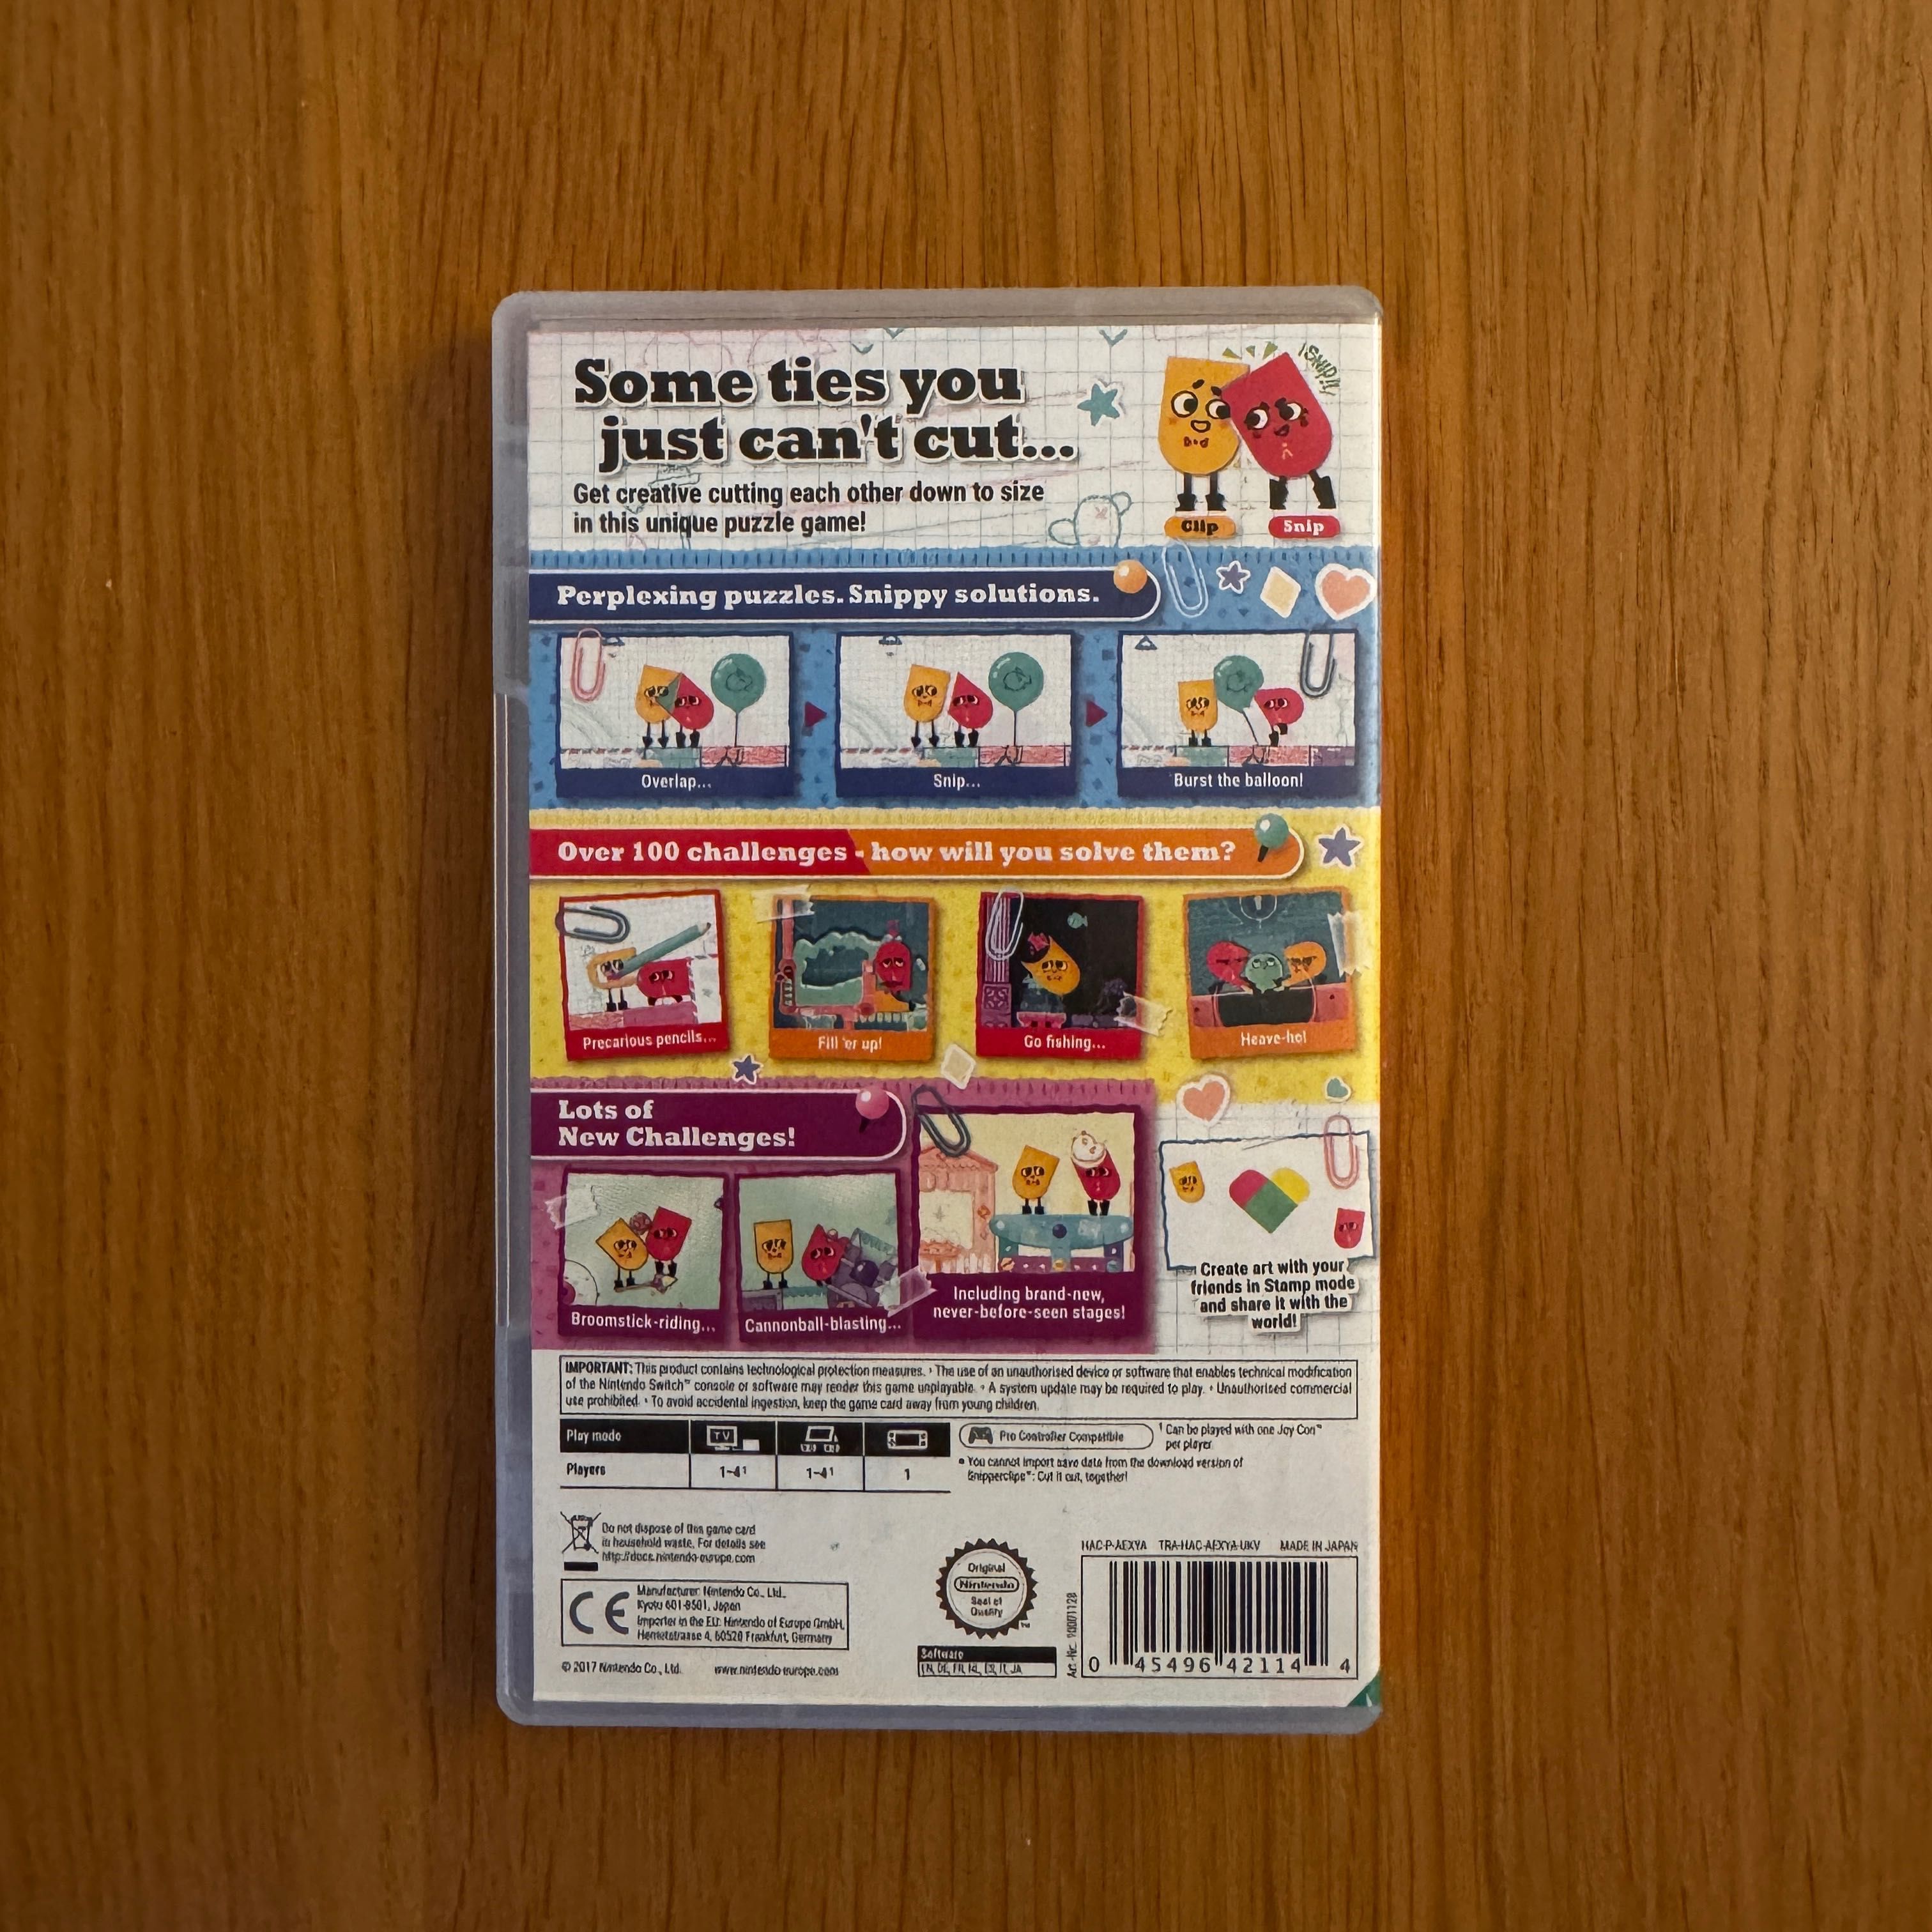 Some ties you
just can't cut...
SNIP!!
Get creative cutting each other down to size
in this unique puzzle game!
Clip
Snip
Perplexing puzzles. Snippy solutions.
Overlap...
Snip...
Burst the balloon!
Over 100 challenges - how will you solve them?
Precarious pencils...
Fill 'er up!
Go fishing...
Heave-ho!
Lots of
New Challenges!
Broomstick-riding...
Cannonball-blasting...
Including brand-new,
never-before-seen stages!
Create art with your
friends in Stamp mode
and share it with the
world!
IMPORTANT: This product contains technological protection measures. • The use of an unauthorised device or software that enables technical modification
of the Nintendo Switch™ console or software may render this game unplayable. • A system update may be required to play. • Unauthorised commercial
use prohibited. • To avoid accidental ingestion, keep the game card away from young children.
Play mode
TV
Players
1-4¹
1-4¹
1
Pro Controller Compatible
¹ Can be played with one Joy Con™
per player
• You cannot import save data from the download version of
Snipperclips™: Cut it out, together!
Do not dispose of this game card
in household waste. For details see
http://docs.nintendo-europe.com
CE
Manufacturer: Nintendo Co., Ltd.,
Kyoto 601-8501, Japan
Importer in the EU: Nintendo of Europe GmbH,
Herriotstrasse 4, 60528 Frankfurt, Germany
© 2017 Nintendo Co., Ltd.
www.nintendo-europe.com
Original
Nintendo
Seal of
Quality
TM
Software
EN, DE, FR, NL, ES, IT, JA
Art.-Nr. 10001128
HAC-P-AEXYA TRA-HAC-AEXYA-UKV MADE IN JAPAN
0 45496 42114 4